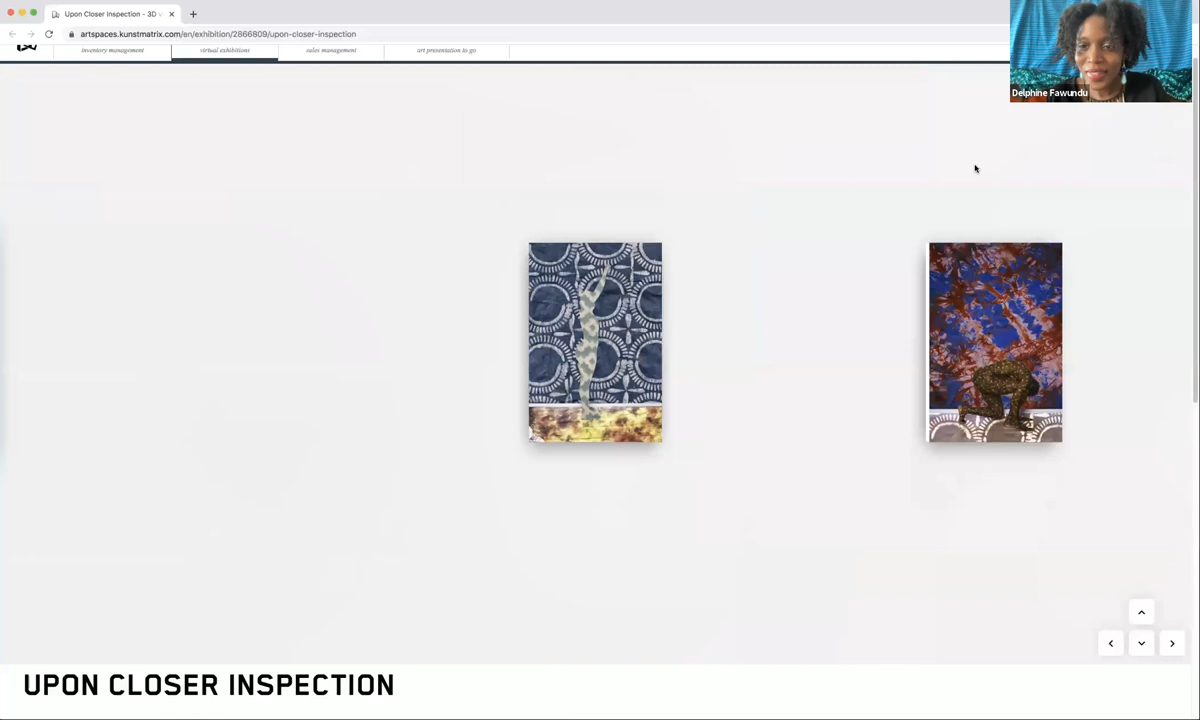 Upon Closer Inspection - 3D
artspaces.kunstmatrix.com/en/exhibition/2866809/upon-closer-inspection
inventory management
virtual exhibitions
sales management
art presentation to go
Delphine Fawundu
UPON CLOSER INSPECTION